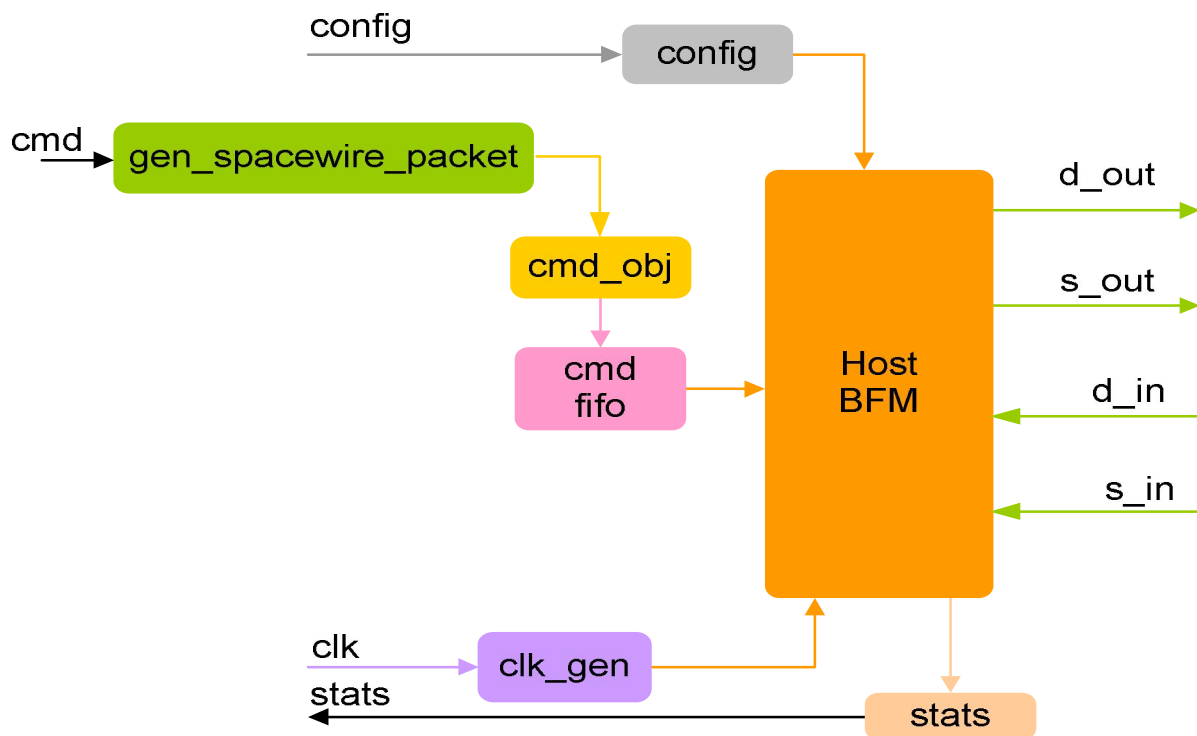 config
config
cmd
gen_spacewire_packet
d_out
cmd_obj
s_out
cmd
fifo
Host
BFM
d_in
s_in
clk
clk_gen
stats
stats